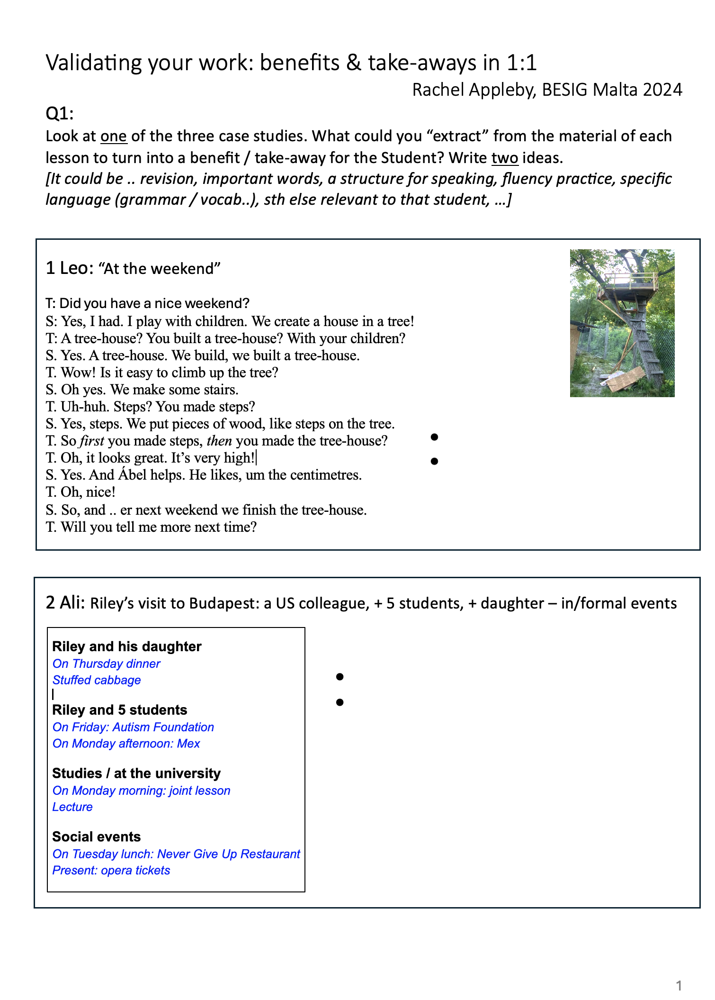 Validating your work: benefits & take-aways in 1:1
Rachel Appleby, BESIG Malta 2024
Q1:
Look at one of the three case studies. What could you “extract” from the material of each
lesson to turn into a benefit / take-away for the Student? Write two ideas.
[It could be .. revision, important words, a structure for speaking, fluency practice, specific
language (grammar / vocab..), sth else relevant to that student, …]
1 Leo: “At the weekend”
T: Did you have a nice weekend?
S: Yes, I had. I play with children. We create a house in a tree!
T: A tree-house? You built a tree-house? With your children?
S. Yes. A tree-house. We build, we built a tree-house.
T. Wow! Is it easy to climb up the tree?
S. Oh yes. We make some stairs.
T. Uh-huh. Steps? You made steps?
S. Yes, steps. We put pieces of wood, like steps on the tree.
T. So first you made steps, then you made the tree-house?
T. Oh, it looks great. It’s very high!
S. Yes. And Ábel helps. He likes, um the centimetres.
T. Oh, nice!
S. So, and .. er next weekend we finish the tree-house.
T. Will you tell me more next time?
•
•
2 Ali: Riley’s visit to Budapest: a US colleague, + 5 students, + daughter – in/formal events
Riley and his daughter
On Thursday dinner
Stuffed cabbage
Riley and 5 students
On Friday: Autism Foundation
On Monday afternoon: Mex
Studies / at the university
On Monday morning: joint lesson
Lecture
Social events
On Tuesday lunch: Never Give Up Restaurant
Present: opera tickets
•
•
1